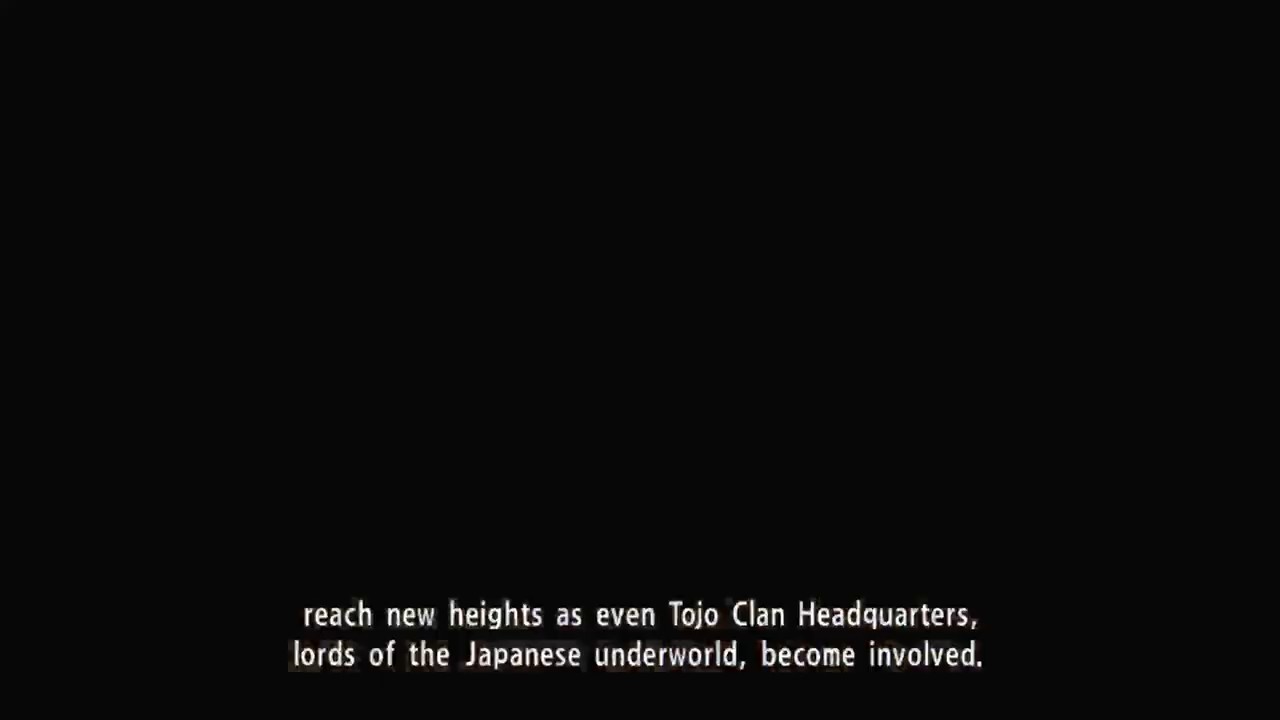 reach new heights as even Tojo Clan Headquarters,
lords of the Japanese underworld, become involved.